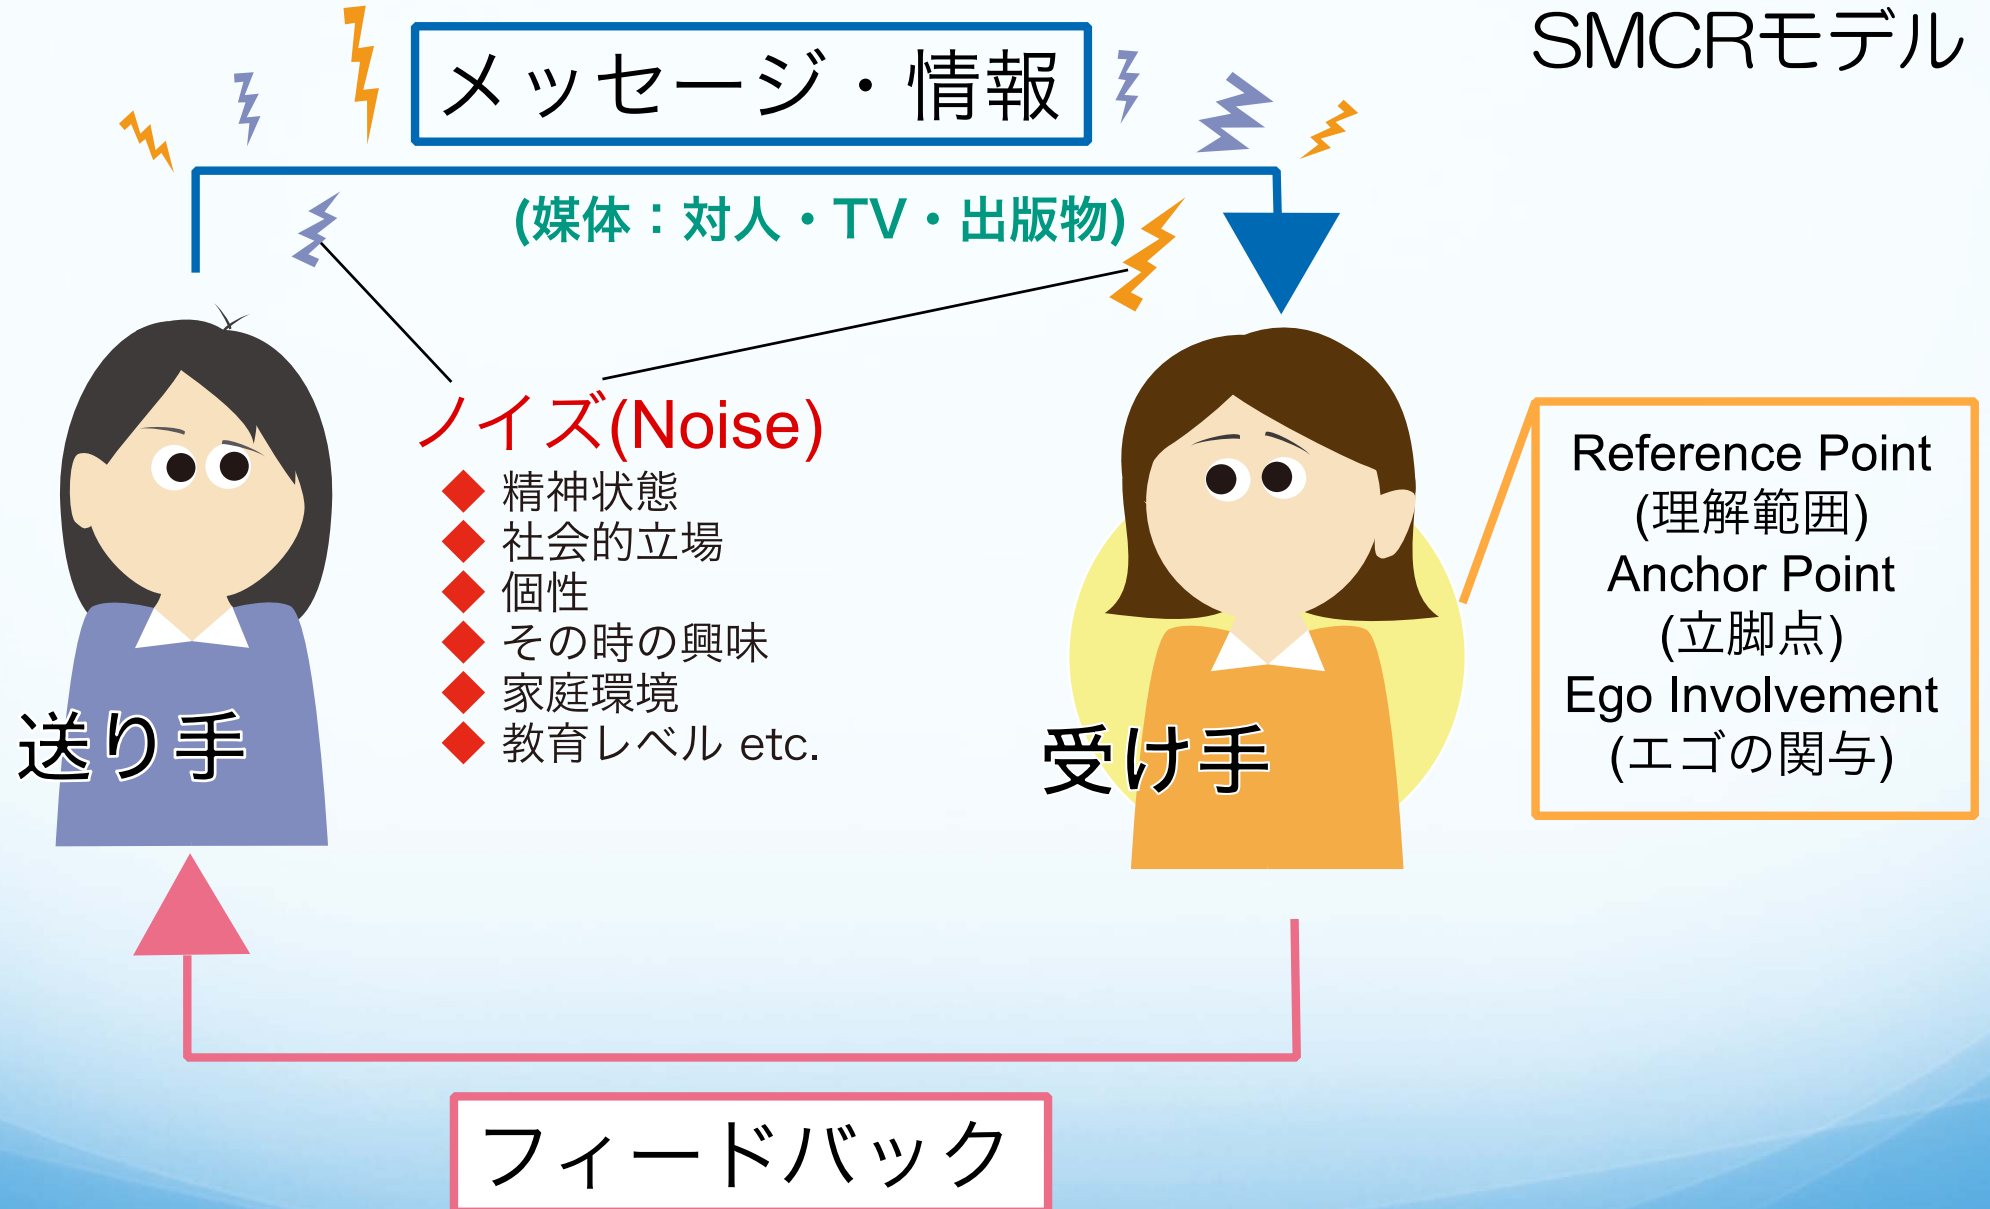 SMCRモデル
メッセージ・情報
(媒体：対人・TV・出版物)
ノイズ(Noise)
◆ 精神状態
◆ 社会的立場
◆ 個性
◆ その時の興味
◆ 家庭環境
◆ 教育レベル etc.
送り手
受け手
Reference Point
(理解範囲)
Anchor Point
(立脚点)
Ego Involvement
(エゴの関与)
フィードバック